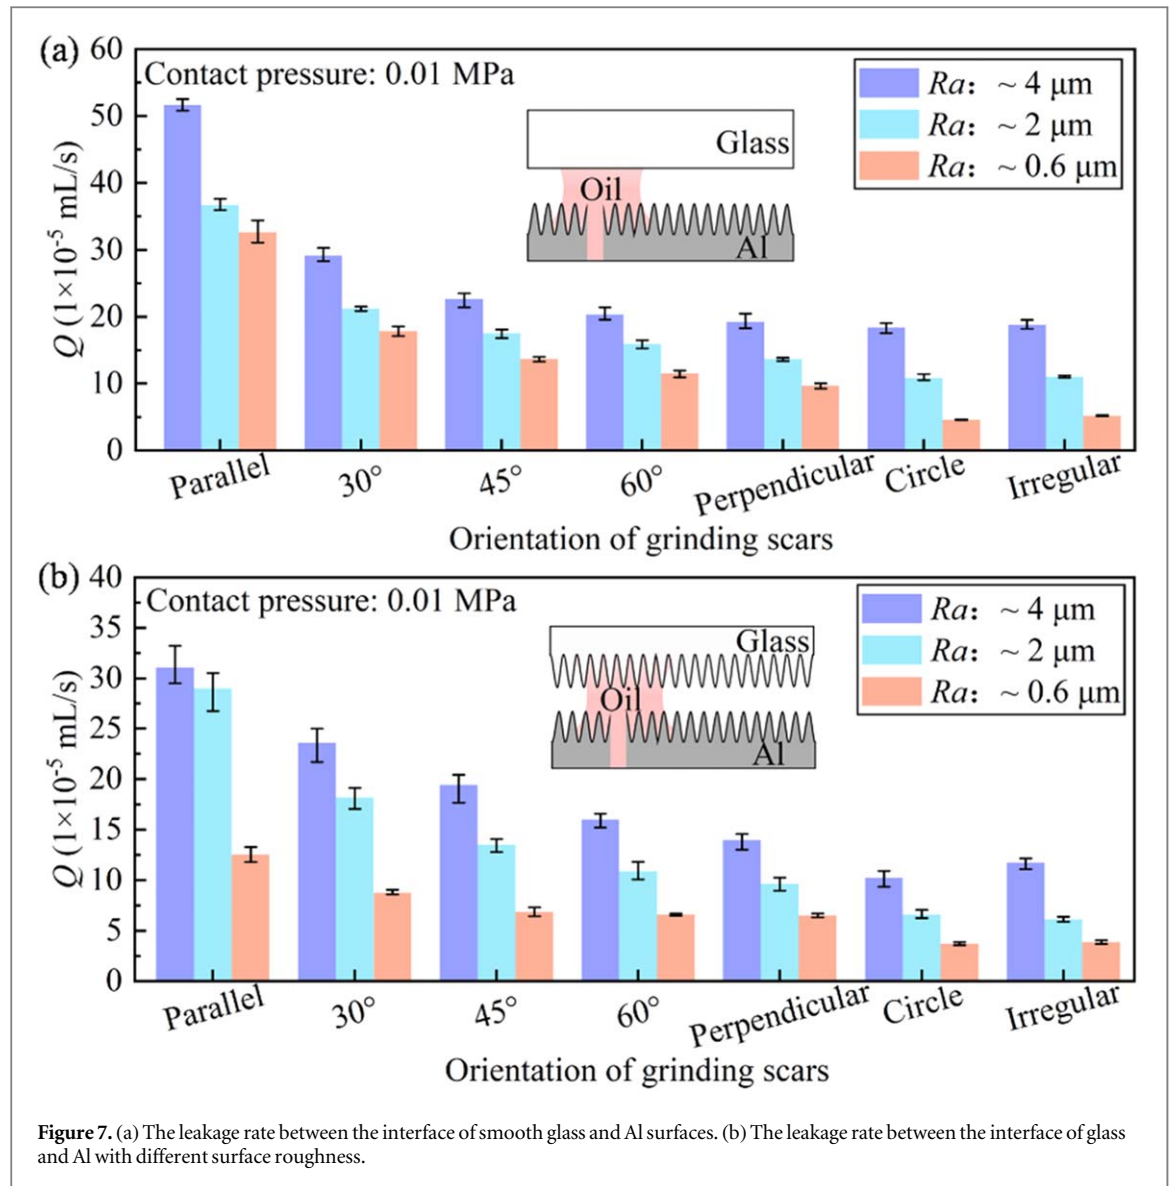 (a)
60
50
40
30
20
10
0
Q (1×10⁻⁵ mL/s)
Contact pressure: 0.01 MPa
Glass
Oil
Al
Ra: ~ 4 μm
Ra: ~ 2 μm
Ra: ~ 0.6 μm
Parallel
30°
45°
60°
Perpendicular
Circle
Irregular
Orientation of grinding scars
(b)
40
35
30
25
20
15
10
5
0
Q (1×10⁻⁵ mL/s)
Contact pressure: 0.01 MPa
Glass
Oil
Al
Ra: ~ 4 μm
Ra: ~ 2 μm
Ra: ~ 0.6 μm
Parallel
30°
45°
60°
Perpendicular
Circle
Irregular
Orientation of grinding scars
Figure 7. (a) The leakage rate between the interface of smooth glass and Al surfaces. (b) The leakage rate between the interface of glass
and Al with different surface roughness.